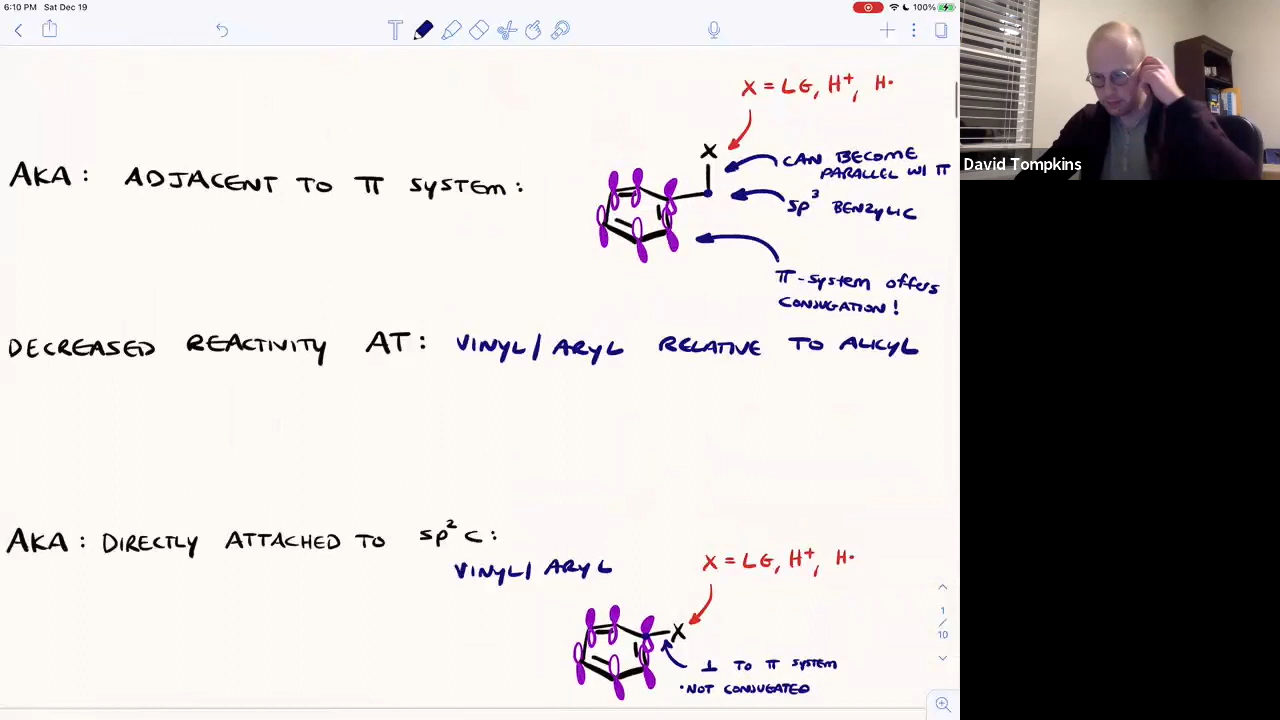 6:10 PM Sat Dec 19
100%
X = LG, H⁺, H·
X
AKA: ADJACENT TO π SYSTEM:
CAN BECOME
PARALLEL W/ π
sp³ BENZYLIC
π-system offers
CONJUGATION!
DECREASED REACTIVITY AT: VINYL/ARYL RELATIVE TO ALKYL
AKA: DIRECTLY ATTACHED TO sp² C:
VINYL/ARYL
X = LG, H⁺, H·
X
⊥ TO π SYSTEM
·NOT CONJUGATED
1
/
10
David Tompkins